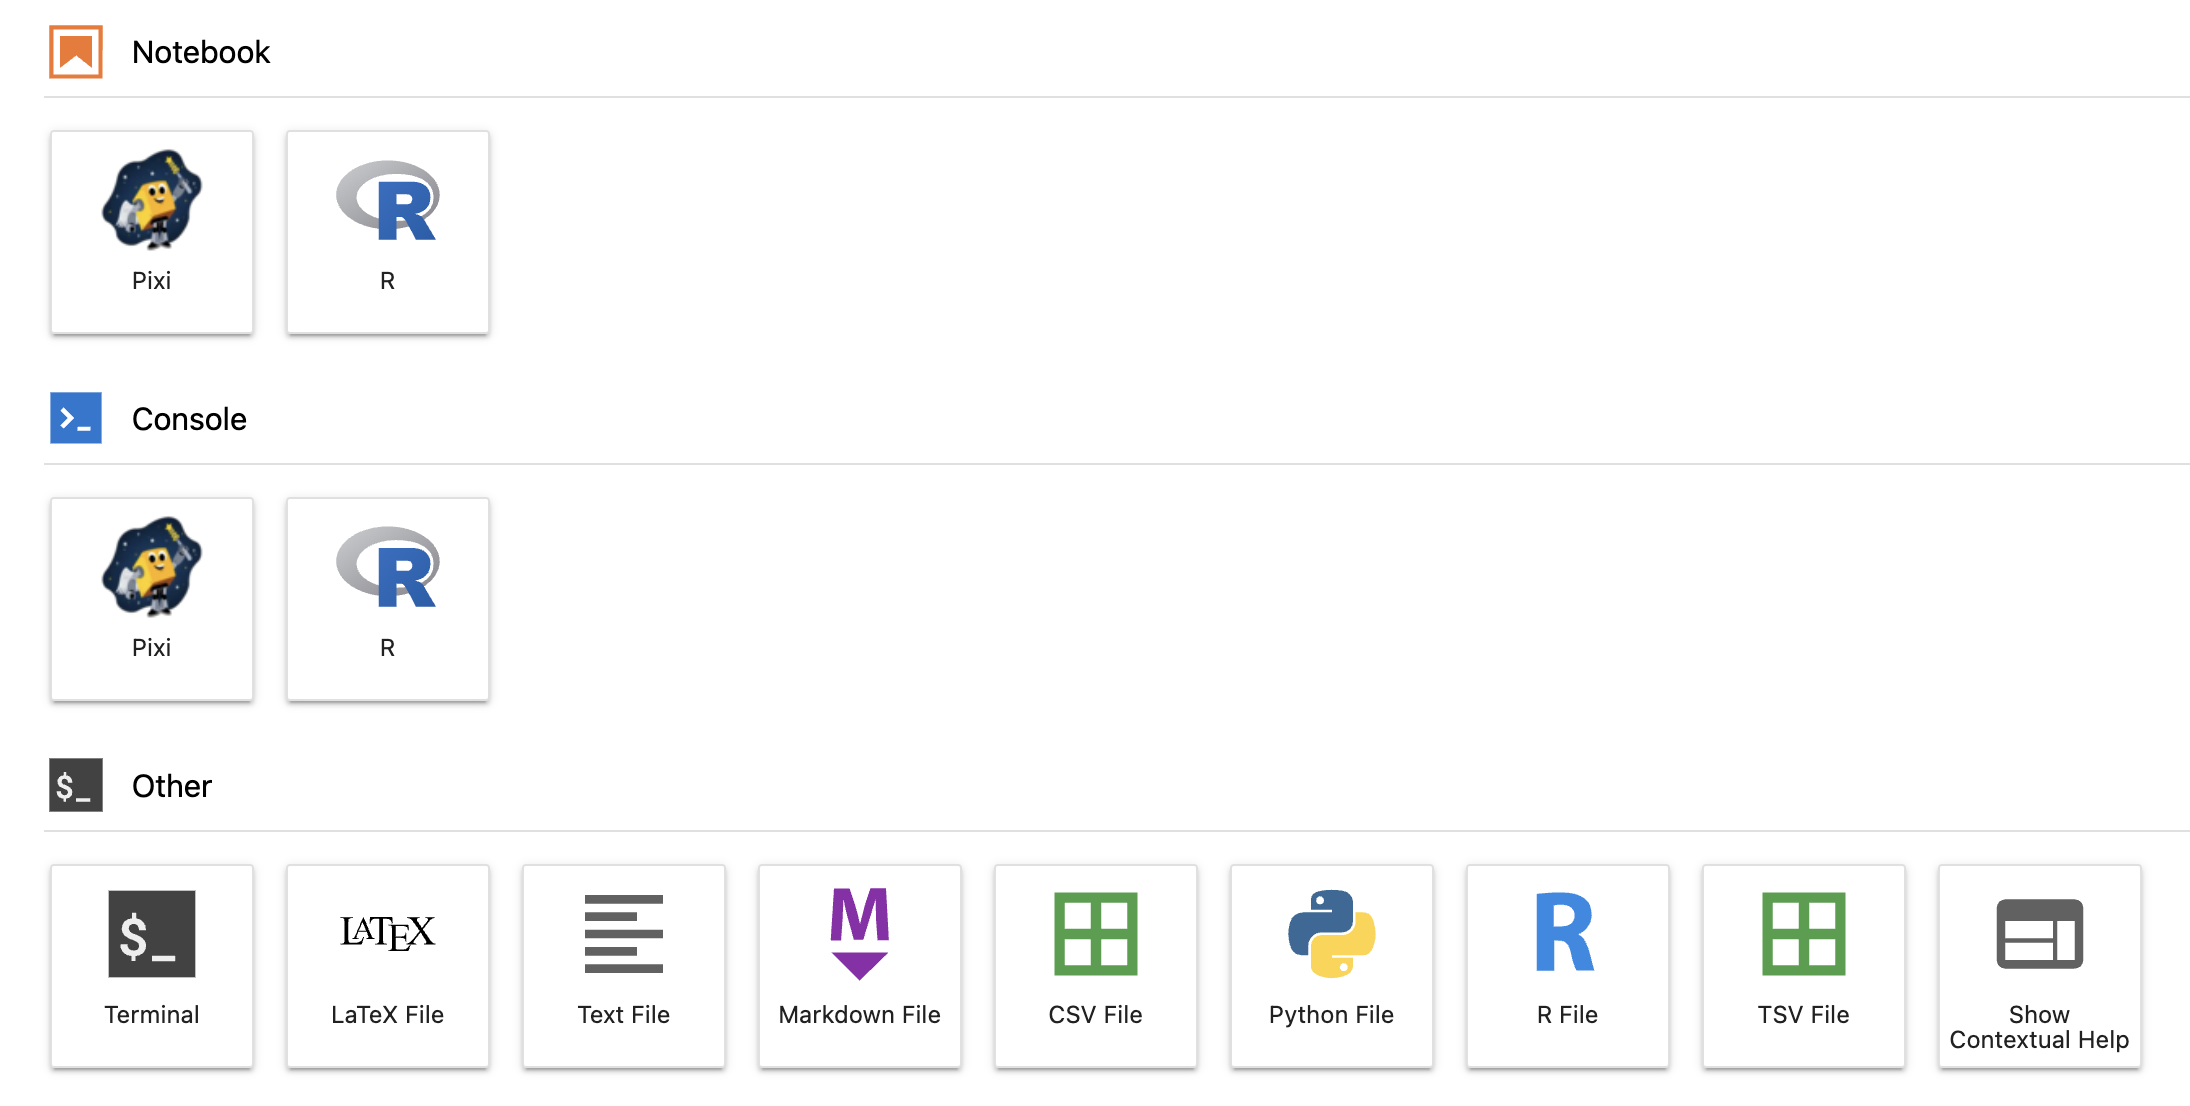 Notebook
Pixi
R
Console
Pixi
R
$_ Other
$_
Terminal
LaTeX
LaTeX File
Text File
M
Markdown File
CSV File
Python File
R
R File
TSV File
Show
Contextual Help